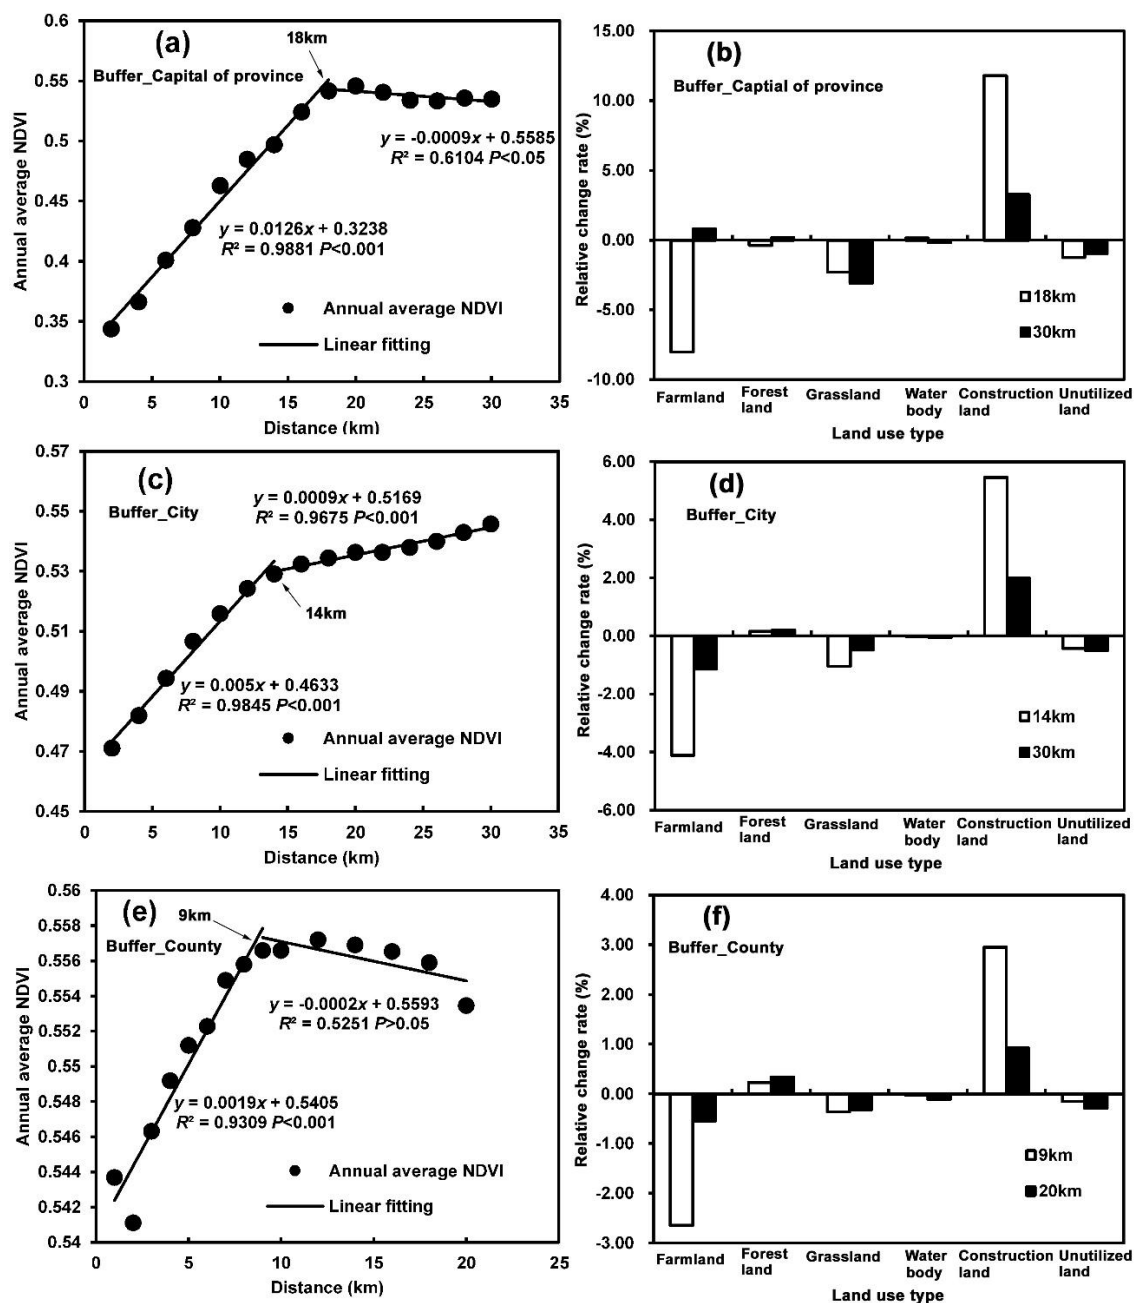 (a)
Buffer_Capital of province
18km
y = -0.0009x + 0.5585
R² = 0.6104 P<0.05
y = 0.0126x + 0.3238
R² = 0.9881 P<0.001
Annual average NDVI
Linear fitting
Annual average NDVI
0.6
0.55
0.5
0.45
0.4
0.35
0.3
0 5 10 15 20 25 30 35
Distance (km)
(b)
Buffer_Captial of province
Relative change rate (%)
15.00
10.00
5.00
0.00
-5.00
-10.00
18km
30km
Farmland Forest land Grassland Water body Construction land Unutilized land
Land use type
(c)
Buffer_City
y = 0.0009x + 0.5169
R² = 0.9675 P<0.001
14km
y = 0.005x + 0.4633
R² = 0.9845 P<0.001
Annual average NDVI
Linear fitting
Annual average NDVI
0.57
0.55
0.53
0.51
0.49
0.47
0.45
0 5 10 15 20 25 30 35
Distance (km)
(d)
Buffer_City
Relative change rate (%)
6.00
4.00
2.00
0.00
-2.00
-4.00
-6.00
14km
30km
Farmland Forest land Grassland Water body Construction land Unutilized land
Land use type
(e)
9km
Buffer_County
y = -0.0002x + 0.5593
R² = 0.5251 P>0.05
y = 0.0019x + 0.5405
R² = 0.9309 P<0.001
Annual average NDVI
Linear fitting
Annual average NDVI
0.56
0.558
0.556
0.554
0.552
0.55
0.548
0.546
0.544
0.542
0.54
0 5 10 15 20 25
Distance (km)
(f)
Buffer_County
Relative change rate (%)
4.00
3.00
2.00
1.00
0.00
-1.00
-2.00
-3.00
9km
20km
Farmland Forest land Grassland Water body Construction land Unutilized land
Land use type